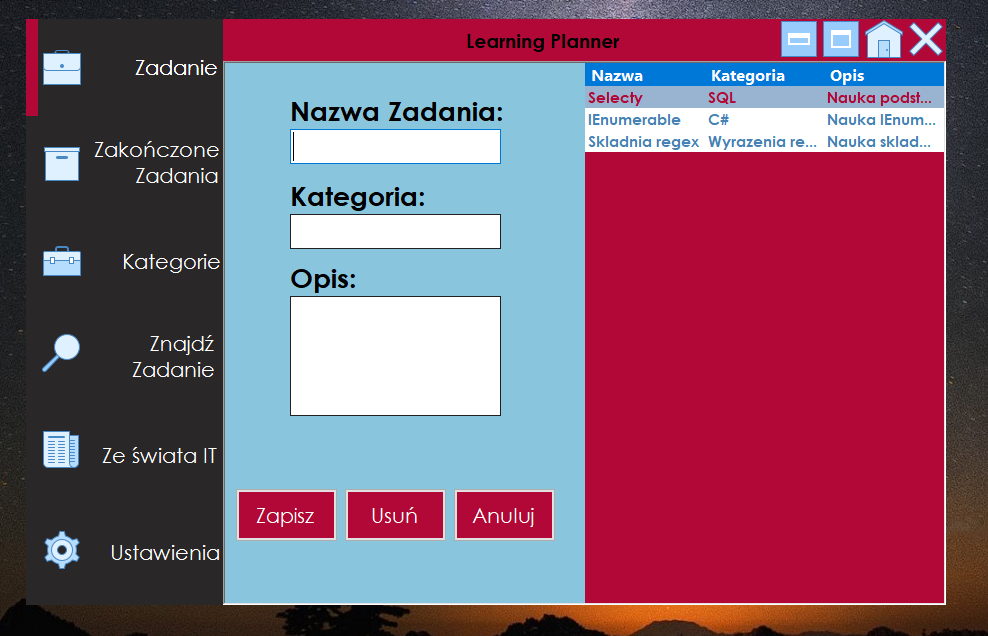 Learning Planner
Zadanie
Zakończone
Zadania
Kategorie
Znajdź
Zadanie
Ze świata IT
Ustawienia
Nazwa Zadania:
Kategoria:
Opis:
Zapisz Usuń Anuluj
Nazwa Kategoria Opis
Selecty SQL Nauka podst...
IEnumerable C# Nauka IEnum...
Skladnia regex Wyrazenia re... Nauka sklad...